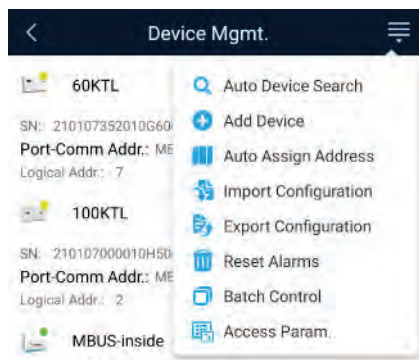 Device Mgmt.
60KTL
SN: 210107352010G60
Port-Comm Addr.: ME
Logical Addr.: 7
100KTL
SN: 210107000010H50
Port-Comm Addr.: ME
Logical Addr.: 2
MBUS-inside
Auto Device Search
Add Device
Auto Assign Address
Import Configuration
Export Configuration
Reset Alarms
Batch Control
Access Param.